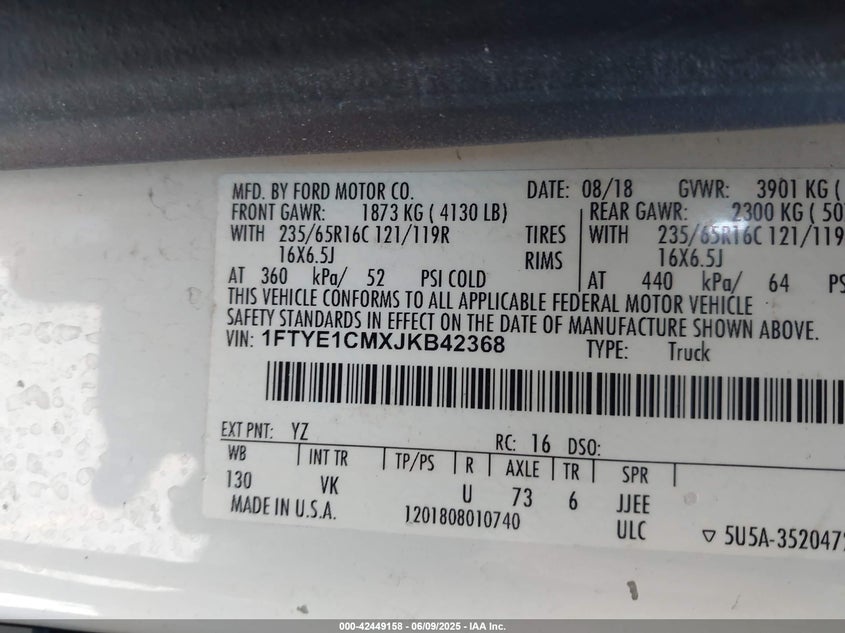 MFD. BY FORD MOTOR CO. DATE: 08/18 GVWR: 3901 KG (
FRONT GAWR: 1873 KG ( 4130 LB) REAR GAWR: 2300 KG ( 50
WITH 235/65R16C 121/119R TIRES WITH 235/65R16C 121/119
16X6.5J RIMS 16X6.5J
AT 360 kPa/ 52 PSI COLD AT 440 kPa/ 64 PS
THIS VEHICLE CONFORMS TO ALL APPLICABLE FEDERAL MOTOR VEHICLE
SAFETY STANDARDS IN EFFECT ON THE DATE OF MANUFACTURE SHOWN ABOVE.
VIN: 1FTYE1CMXJKB42368 TYPE: Truck
EXT PNT: YZ RC: 16 DSO:
WB INT TR TP/PS R AXLE TR SPR
130 VK U 73 6 JJEE
MADE IN U.S.A. 1201808010740 ULC ▽ 5U5A-3520472
000-42449158 - 06/09/2025 - IAA Inc.